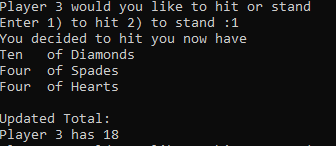 Player 3 would you like to hit or stand
Enter 1) to hit 2) to stand :1
You decided to hit you now have
Ten   of Diamonds
Four  of Spades
Four  of Hearts

Updated Total:
Player 3 has 18